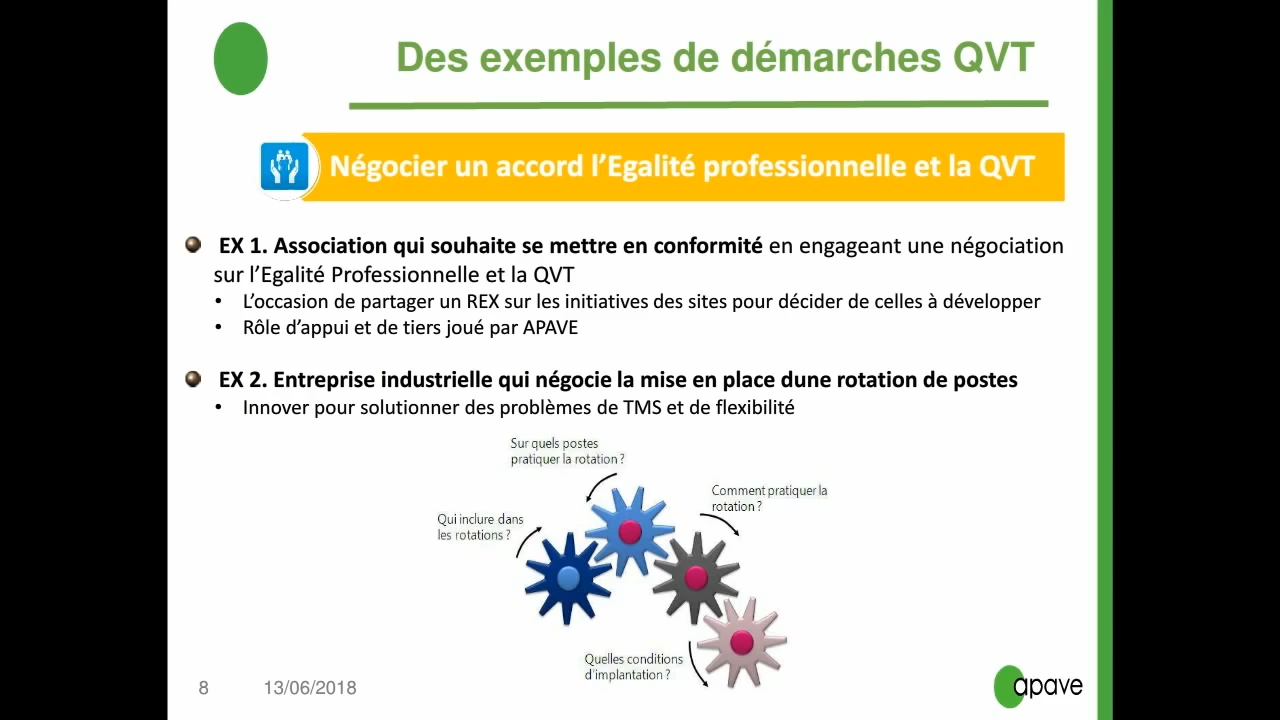 Des exemples de démarches QVT
Négocier un accord l’Egalité professionnelle et la QVT
EX 1. Association qui souhaite se mettre en conformité en engageant une négociation
sur l’Egalité Professionnelle et la QVT
• L’occasion de partager un REX sur les initiatives des sites pour décider de celles à développer
• Rôle d’appui et de tiers joué par APAVE
EX 2. Entreprise industrielle qui négocie la mise en place dune rotation de postes
• Innover pour solutionner des problèmes de TMS et de flexibilité
Sur quels postes
pratiquer la rotation ?
Comment pratiquer la
rotation ?
Qui inclure dans
les rotations ?
Quelles conditions
d’implantation ?
8 13/06/2018
apave